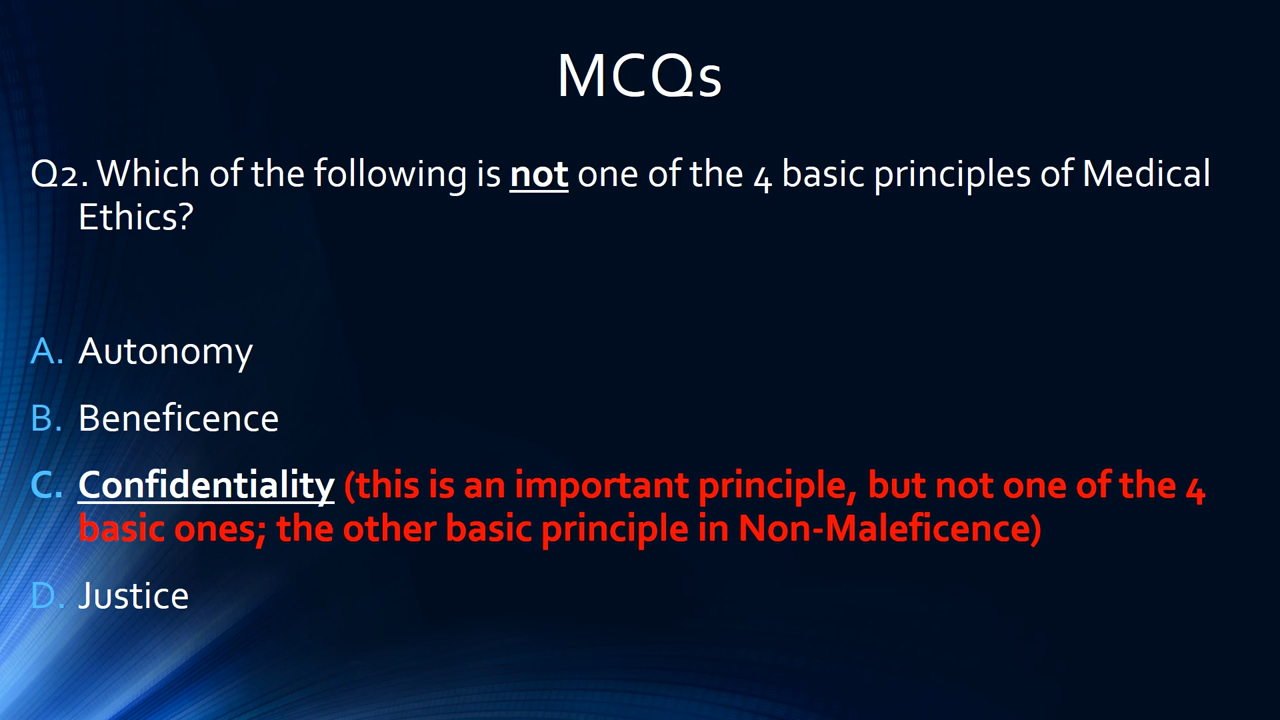 MCQs
Q2. Which of the following is not one of the 4 basic principles of Medical
Ethics?
A. Autonomy
B. Beneficence
C. Confidentiality (this is an important principle, but not one of the 4
basic ones; the other basic principle in Non-Maleficence)
D. Justice